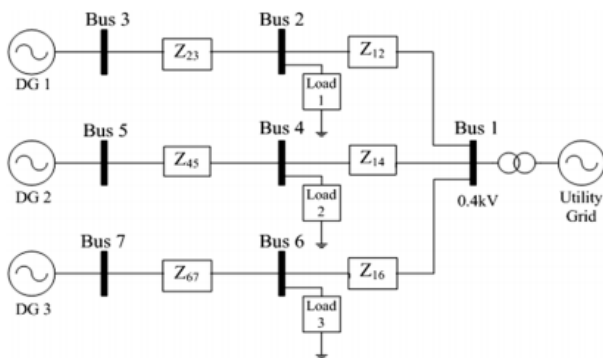 Bus 3
Bus 2
Z23
Z12
DG 1
Load
1
Bus 5
Bus 4
Bus 1
Z45
Z14
DG 2
Load
2
0.4kV
Utility
Grid
Bus 7
Bus 6
Z67
Z16
DG 3
Load
3